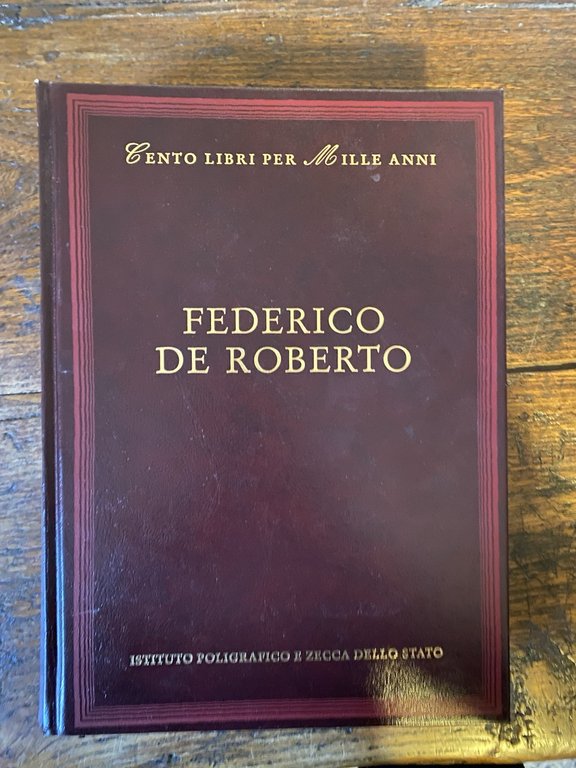 CENTO LIBRI PER MILLE ANNI
FEDERICO
DE ROBERTO
ISTITUTO POLIGRAFICO E ZECCA DELLO STATO